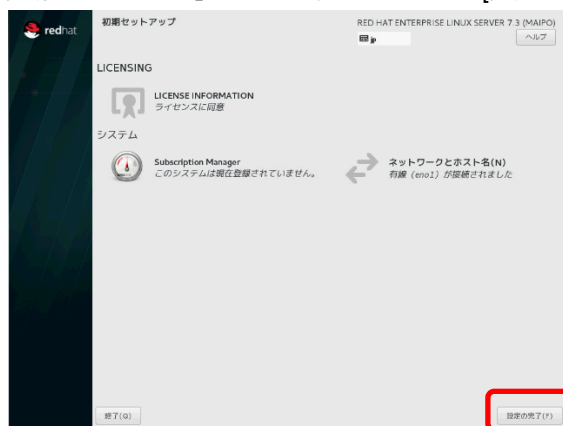 redhat
初期セットアップ
RED HAT ENTERPRISE LINUX SERVER 7.3 (MAIPO)
jp
ヘルプ
LICENSING
LICENSE INFORMATION
ライセンスに同意
システム
Subscription Manager
このシステムは現在登録されていません。
ネットワークとホスト名(N)
有線 (eno1) が接続されました
終了(Q)
設定の完了(F)